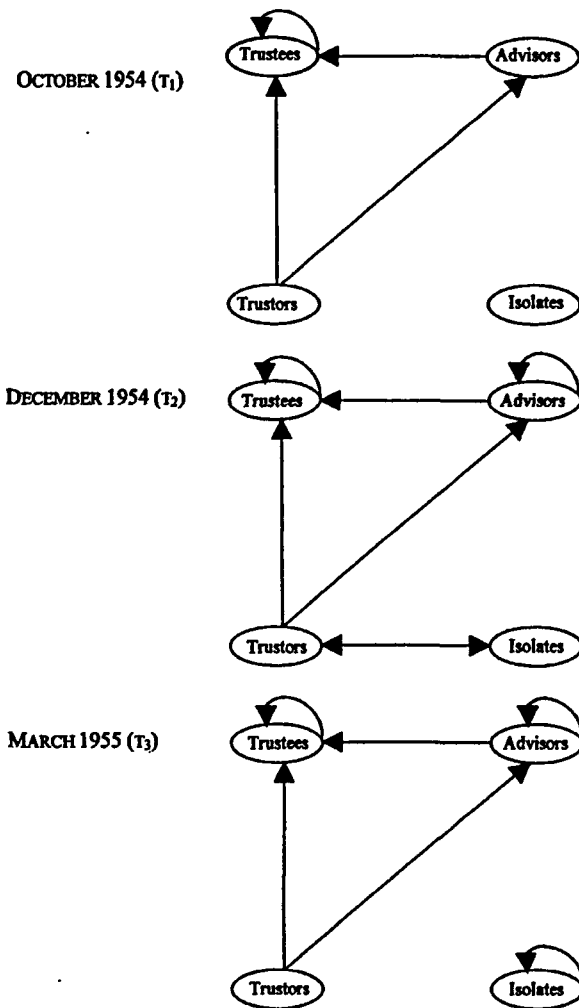 Trustees
Advisors
OCTOBER 1954 (T1)
Trustors
Isolates
Trustees
Advisors
DECEMBER 1954 (T2)
Trustors
Isolates
Trustees
Advisors
MARCH 1955 (T3)
Trustors
Isolates